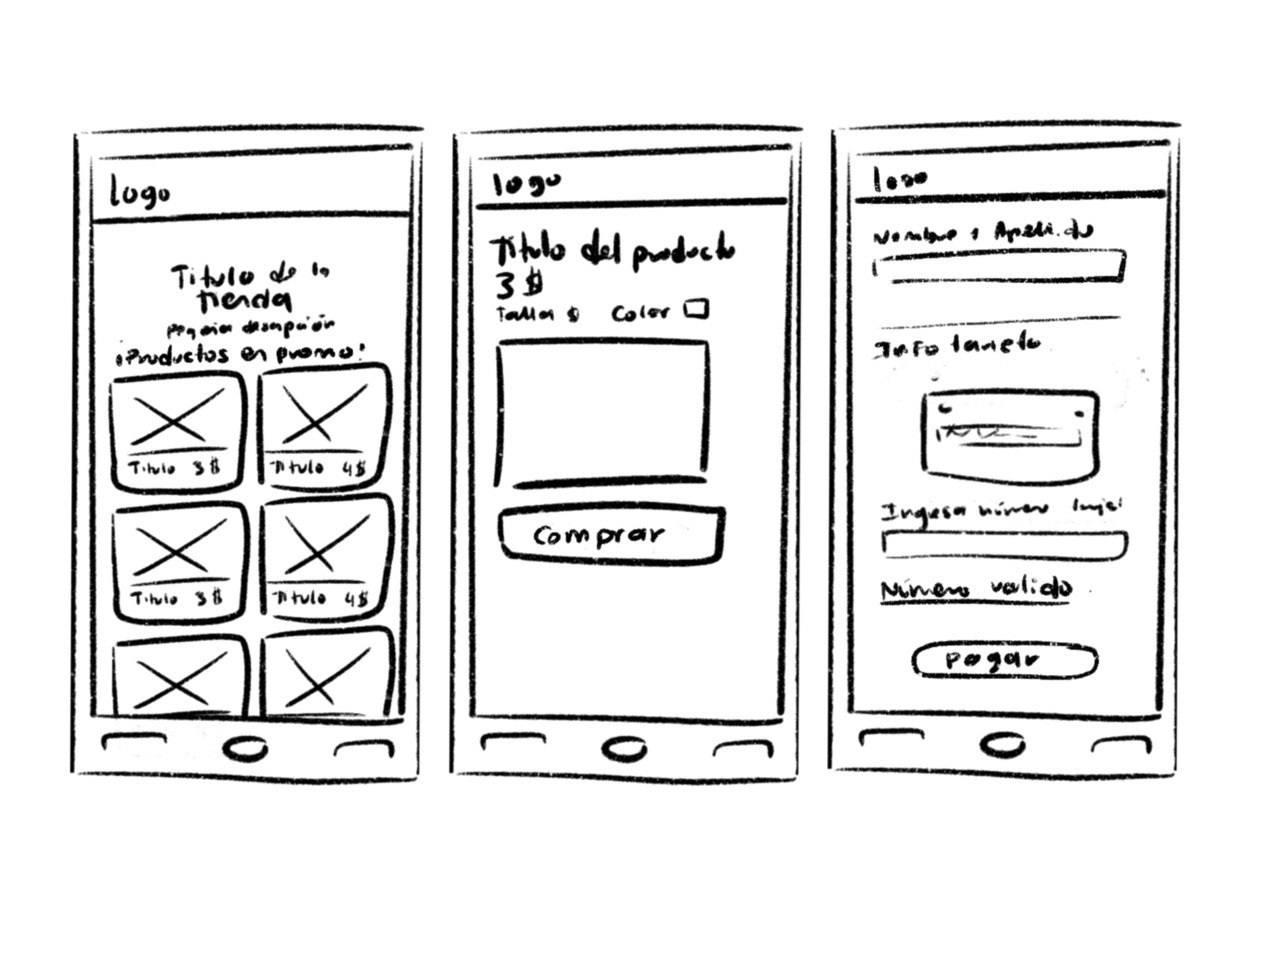 logo
Titulo de la
tienda
pequeña descripción
¡Productos en promo!
Titulo 3$
Titulo 4$
Titulo 3$
Titulo 4$
logo
Titulo del producto
3$
Talla Color
Comprar
logo
Nombre y Apellido
Info tarjeta
Ingresa número
Número valido
Pagar